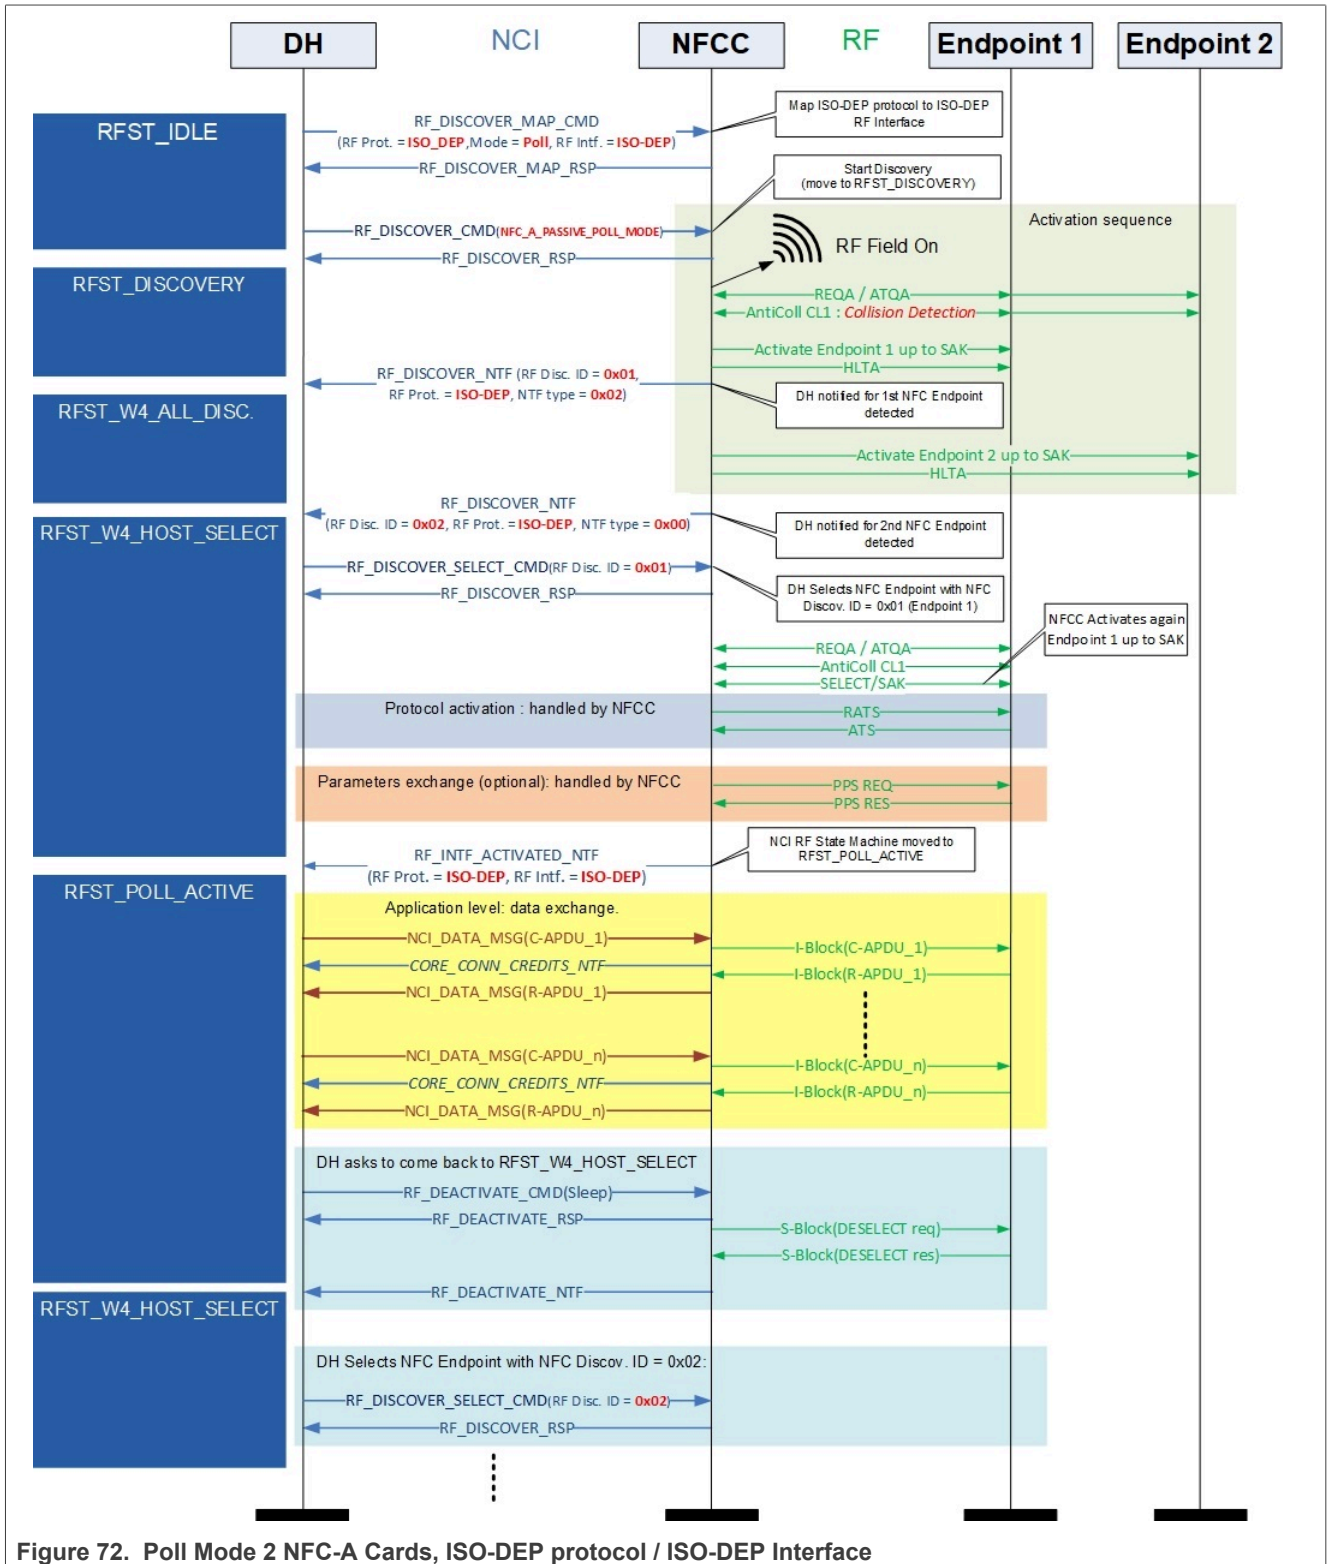 DH NCI NFCC RF Endpoint 1 Endpoint 2
RFST_IDLE
RF_DISCOVER_MAP_CMD
(RF Prot. = ISO_DEP,Mode = Poll, RF Intf. = ISO-DEP)
Map ISO-DEP protocol to ISO-DEP
RF Interface
RF_DISCOVER_MAP_RSP
Start Discovery
(move to RFST_DISCOVERY)
Activation sequence
RF_DISCOVER_CMD(NFC_A_PASSIVE_POLL_MODE)
RF Field On
RF_DISCOVER_RSP
RFST_DISCOVERY
REQA / ATQA
AntiColl CL1 : Collision Detection
Activate Endpoint 1 up to SAK
HLTA
RF_DISCOVER_NTF (RF Disc. ID = 0x01,
RF Prot. = ISO-DEP, NTF type = 0x02)
DH notified for 1st NFC Endpoint
detected
RFST_W4_ALL_DISC.
Activate Endpoint 2 up to SAK
HLTA
RF_DISCOVER_NTF
(RF Disc. ID = 0x02, RF Prot. = ISO-DEP, NTF type = 0x00)
DH notified for 2nd NFC Endpoint
detected
RFST_W4_HOST_SELECT
RF_DISCOVER_SELECT_CMD(RF Disc. ID = 0x01)
RF_DISCOVER_RSP
DH Selects NFC Endpoint with NFC
Discov. ID = 0x01 (Endpoint 1)
NFCC Activates again
Endpoint 1 up to SAK
REQA / ATQA
AntiColl CL1
SELECT/SAK
Protocol activation : handled by NFCC
RATS
ATS
Parameters exchange (optional): handled by NFCC
PPS REQ
PPS RES
NCI RF State Machine moved to
RFST_POLL_ACTIVE
RF_INTF_ACTIVATED_NTF
(RF Prot. = ISO-DEP, RF Intf. = ISO-DEP)
RFST_POLL_ACTIVE
Application level: data exchange.
NCI_DATA_MSG(C-APDU_1)
I-Block(C-APDU_1)
CORE_CONN_CREDITS_NTF
I-Block(R-APDU_1)
NCI_DATA_MSG(R-APDU_1)
NCI_DATA_MSG(C-APDU_n)
I-Block(C-APDU_n)
CORE_CONN_CREDITS_NTF
I-Block(R-APDU_n)
NCI_DATA_MSG(R-APDU_n)
DH asks to come back to RFST_W4_HOST_SELECT
RF_DEACTIVATE_CMD(Sleep)
RF_DEACTIVATE_RSP
S-Block(DESELECT req)
S-Block(DESELECT res)
RF_DEACTIVATE_NTF
RFST_W4_HOST_SELECT
DH Selects NFC Endpoint with NFC Discov. ID = 0x02:
RF_DISCOVER_SELECT_CMD(RF Disc. ID = 0x02)
RF_DISCOVER_RSP
Figure 72. Poll Mode 2 NFC-A Cards, ISO-DEP protocol / ISO-DEP Interface